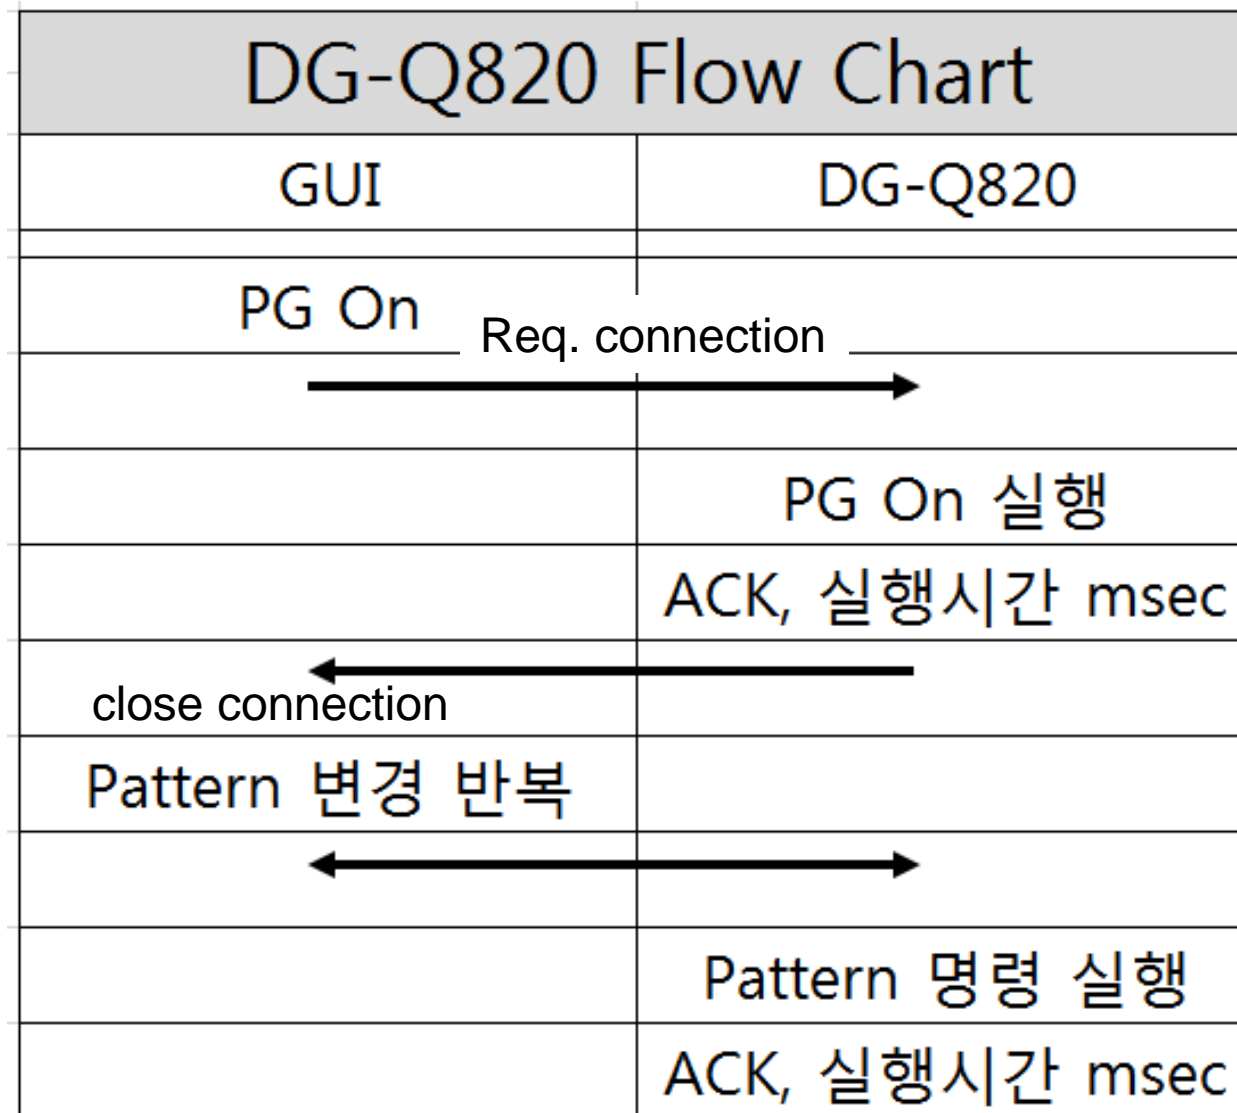 DG-Q820 Flow Chart
GUI
DG-Q820
PG On
Req. connection
PG On 실행
ACK, 실행시간 msec
close connection
Pattern 변경 반복
Pattern 명령 실행
ACK, 실행시간 msec